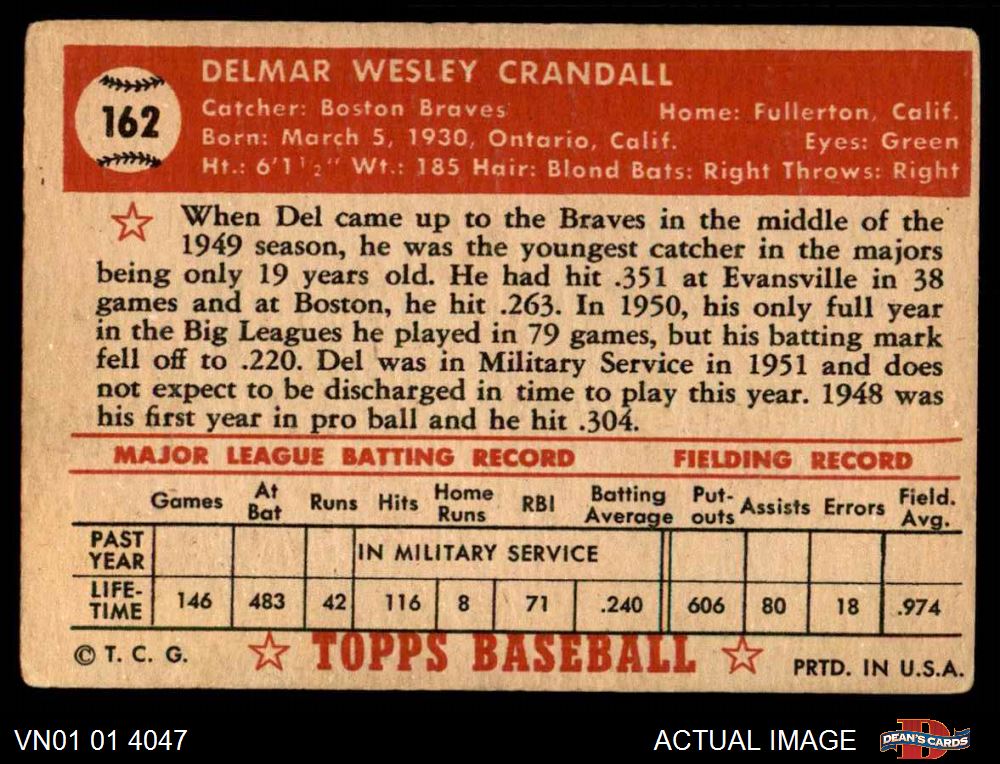 DELMAR WESLEY CRANDALL
162
Catcher: Boston Braves Home: Fullerton, Calif.
Born: March 5, 1930, Ontario, Calif. Eyes: Green
Ht.: 6'1 1/2" Wt.: 185 Hair: Blond Bats: Right Throws: Right
When Del came up to the Braves in the middle of the
1949 season, he was the youngest catcher in the majors
being only 19 years old. He had hit .351 at Evansville in 38
games and at Boston, he hit .263. In 1950, his only full year
in the Big Leagues he played in 79 games, but his batting mark
fell off to .220. Del was in Military Service in 1951 and does
not expect to be discharged in time to play this year. 1948 was
his first year in pro ball and he hit .304.
MAJOR LEAGUE BATTING RECORD FIELDING RECORD
Games At Bat Runs Hits Home Runs RBI Batting Average Put-outs Assists Errors Field. Avg.
PAST YEAR IN MILITARY SERVICE
LIFE-TIME 146 483 42 116 8 71 .240 606 80 18 .974
© T. C. G. TOPPS BASEBALL PRTD. IN U.S.A.
VN01 01 4047 ACTUAL IMAGE D DEAN'S CARDS